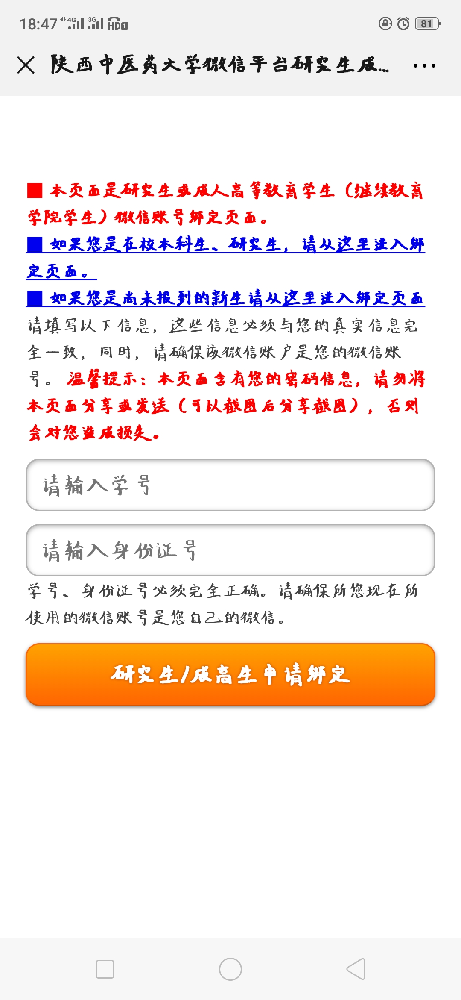 18:47 4G 3G HD1 81
陕西中医药大学微信平台研究生成...
■ 本页面是研究生或成人高等教育学生（继续教育
学院学生）微信账号绑定页面。
■ 如果您是在校本科生、研究生，请从这里进入绑
定页面。
■ 如果您是尚未报到的新生请从这里进入绑定页面
请填写以下信息，这些信息必须与您的真实信息完
全一致，同时，请确保该微信账户是您的微信账
号。温馨提示：本页面含有您的密码信息，请勿将
本页面分享或发送（可以截图后分享截图），否则
会对您造成损失。
请输入学号
请输入身份证号
学号、身份证号必须完全正确。请确保所您现在所
使用的微信账号是您自己的微信。
研究生/成高生申请绑定